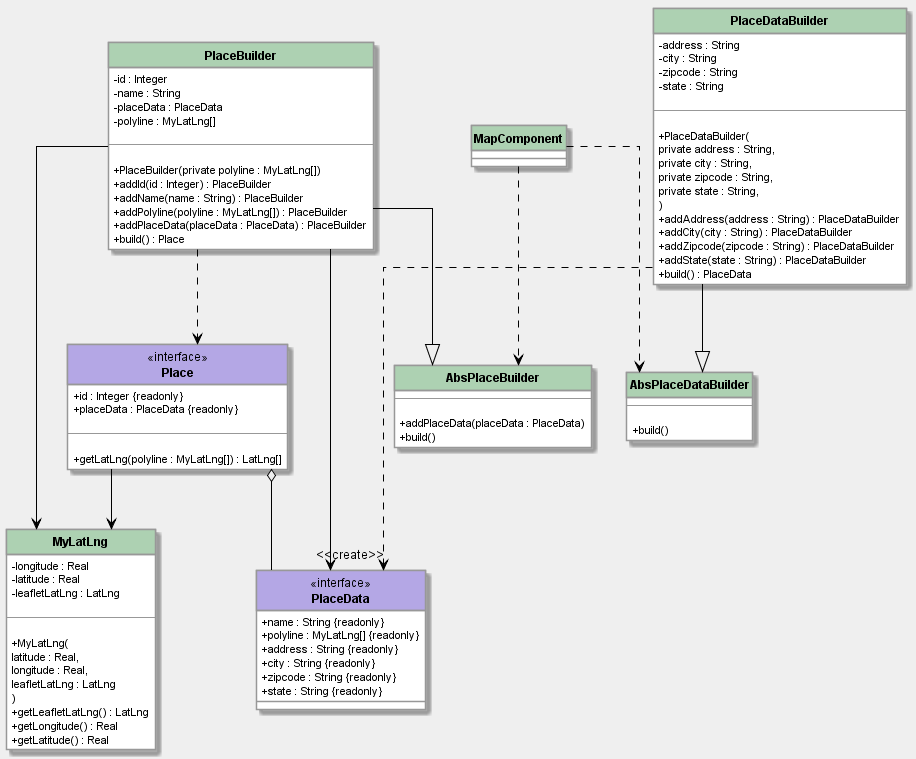 PlaceBuilder
-id : Integer
-name : String
-placeData : PlaceData
-polyline : MyLatLng[]
+PlaceBuilder(private polyline : MyLatLng[])
+addId(id : Integer) : PlaceBuilder
+addName(name : String) : PlaceBuilder
+addPolyline(polyline : MyLatLng[]) : PlaceBuilder
+addPlaceData(placeData : PlaceData) : PlaceBuilder
+build() : Place
MapComponent
PlaceDataBuilder
-address : String
-city : String
-zipcode : String
-state : String
+PlaceDataBuilder(
private address : String,
private city : String,
private zipcode : String,
private state : String,
)
+addAddress(address : String) : PlaceDataBuilder
+addCity(city : String) : PlaceDataBuilder
+addZipcode(zipcode : String) : PlaceDataBuilder
+addState(state : String) : PlaceDataBuilder
+build() : PlaceData
«interface»
Place
+id : Integer {readonly}
+placeData : PlaceData {readonly}
+getLatLng(polyline : MyLatLng[]) : LatLng[]
AbsPlaceBuilder
+addPlaceData(placeData : PlaceData)
+build()
AbsPlaceDataBuilder
+build()
MyLatLng
-longitude : Real
-latitude : Real
-leafletLatLng : LatLng
+MyLatLng(
latitude : Real,
longitude : Real,
leafletLatLng : LatLng
)
+getLeafletLatLng() : LatLng
+getLongitude() : Real
+getLatitude() : Real
<<create>>
«interface»
PlaceData
+name : String {readonly}
+polyline : MyLatLng[] {readonly}
+address : String {readonly}
+city : String {readonly}
+zipcode : String {readonly}
+state : String {readonly}